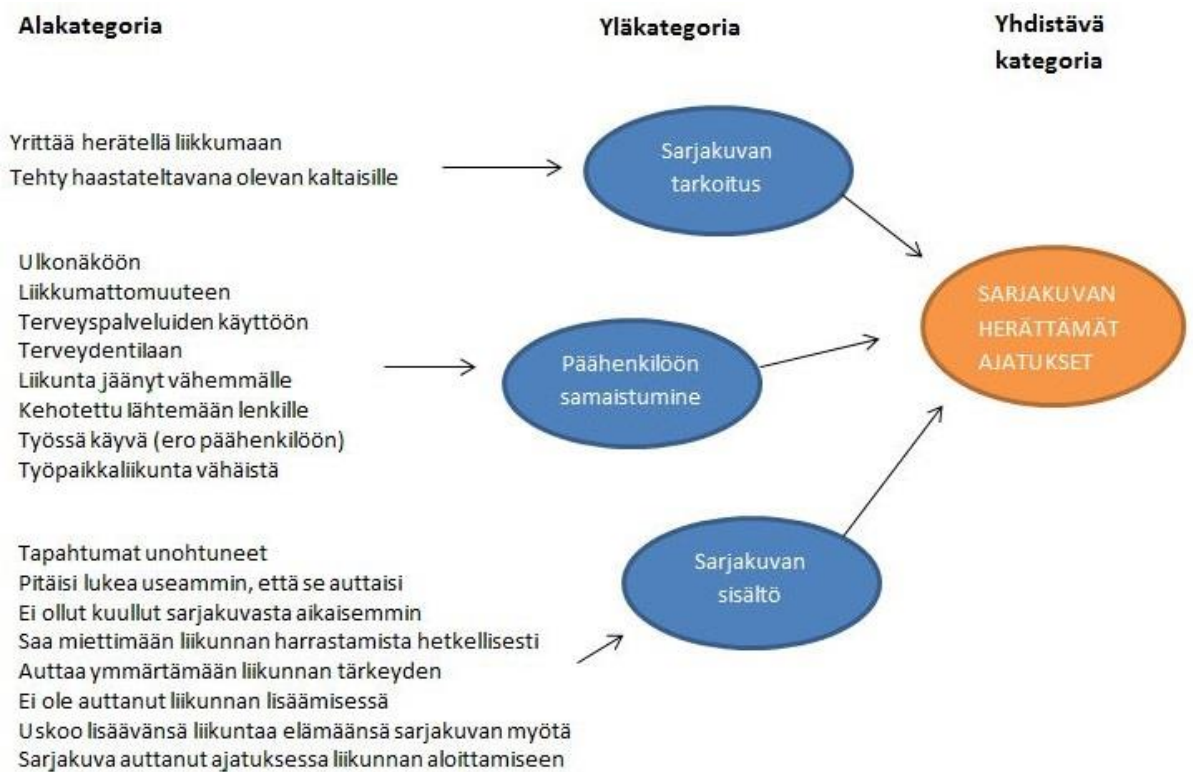 Alakategoria
Yläkategoria
Yhdistävä
kategoria
Yrittää herätellä liikkumaan
Tehty haastateltavana olevan kaltaisille
Sarjakuvan
tarkoitus
Ulkonäköön
Liikkumattomuuteen
Terveyspalveluiden käyttöön
Terveydentilaan
Liikunta jäänyt vähemmälle
Kehotettu lähtemään lenkille
Työssä käyvä (ero päähenkilöön)
Työpaikkaliikunta vähäistä
Päähenkilöön
samaistumine
SARJAKUVAN
HERÄTTÄMÄT
AJATUKSET
Tapahtumat unohtuneet
Pitäisi lukea useammin, että se auttaisi
Ei ollut kuullut sarjakuvasta aikaisemmin
Saa miettimään liikunnan harrastamista hetkellisesti
Auttaa ymmärtämään liikunnan tärkeyden
Ei ole auttanut liikunnan lisäämisessä
Uskoo lisäävänsä liikuntaa elämäänsä sarjakuvan myötä
Sarjakuva auttanut ajatuksessa liikunnan aloittamiseen
Sarjakuvan
sisältö